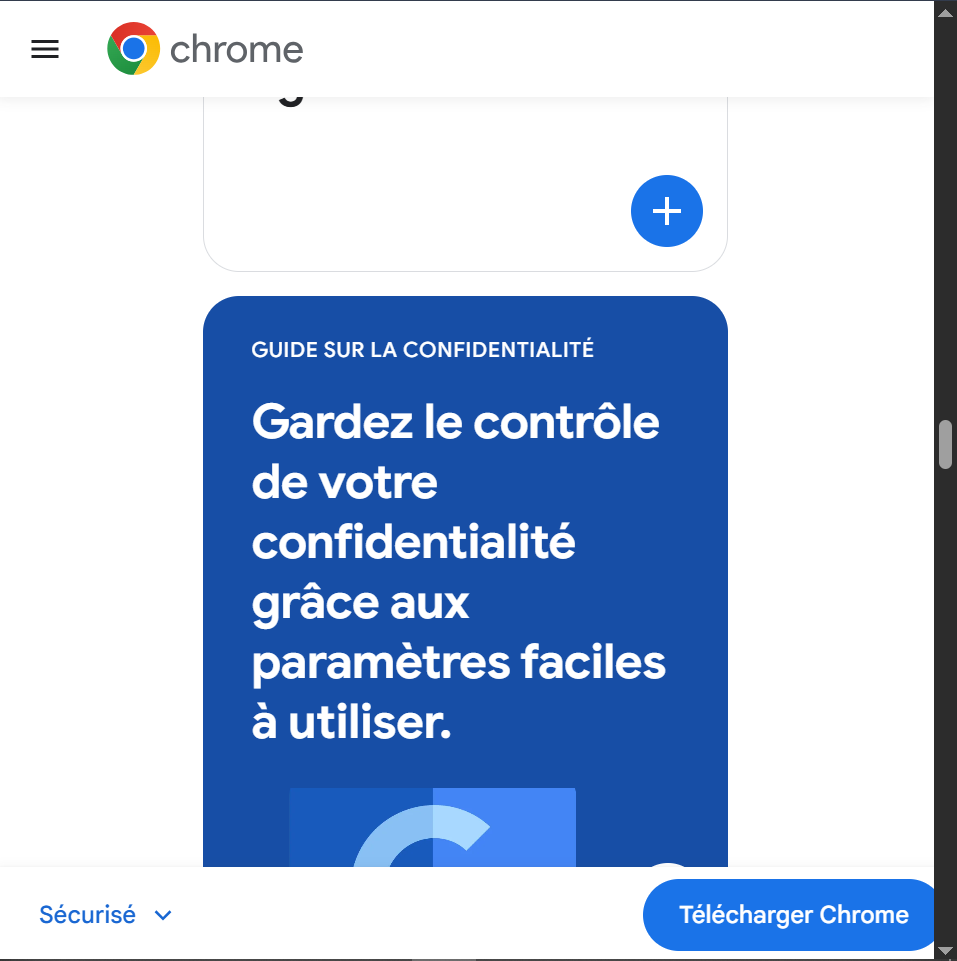 chrome
GUIDE SUR LA CONFIDENTIALITÉ
Gardez le contrôle
de votre
confidentialité
grâce aux
paramètres faciles
à utiliser.
Sécurisé
Télécharger Chrome